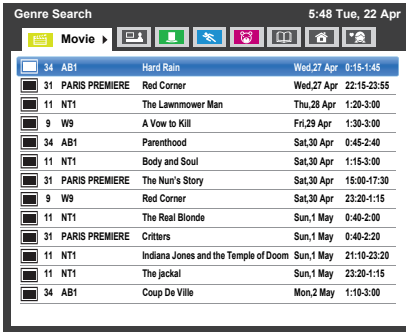 Genre Search 5:48 Tue, 22 Apr
Movie
34 AB1 Hard Rain Wed,27 Apr 0:15-1:45
31 PARIS PREMIERE Red Corner Wed,27 Apr 22:15-23:55
11 NT1 The Lawnmower Man Thu,28 Apr 1:20-3:00
9 W9 A Vow to Kill Fri,29 Apr 1:30-3:00
34 AB1 Parenthood Sat,30 Apr 0:45-2:40
11 NT1 Body and Soul Sat,30 Apr 1:15-3:00
31 PARIS PREMIERE The Nun's Story Sat,30 Apr 15:00-17:30
9 W9 Red Corner Sat,30 Apr 23:20-1:15
11 NT1 The Real Blonde Sun,1 May 0:40-2:00
31 PARIS PREMIERE Critters Sun,1 May 0:40-2:20
11 NT1 Indiana Jones and the Temple of Doom Sun,1 May 21:10-23:20
11 NT1 The jackal Sun,1 May 23:20-1:15
34 AB1 Coup De Ville Mon,2 May 1:10-3:00